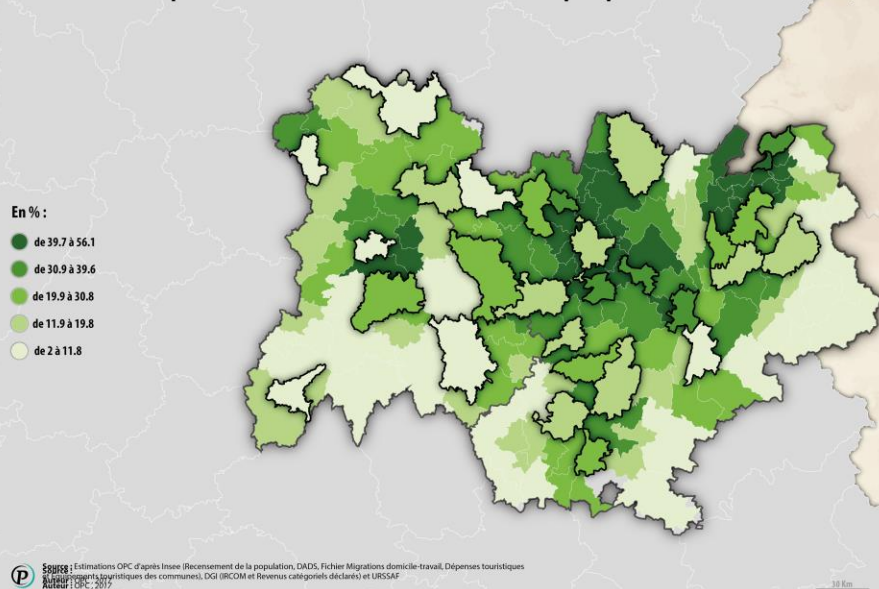 En % :
de 39.7 à 56.1
de 30.9 à 39.6
de 19.9 à 30.8
de 11.9 à 19.8
de 2 à 11.8
P
Source : Estimations OPC d'après Insee (Recensement de la population, DADS, Fichier Migrations domicile-travail, Dépenses touristiques
et Equipements touristiques des communes), DGI (IRCOM et Revenus catégoriels déclarés) et URSSAF
Auteur : OPC, 2017
30 Km